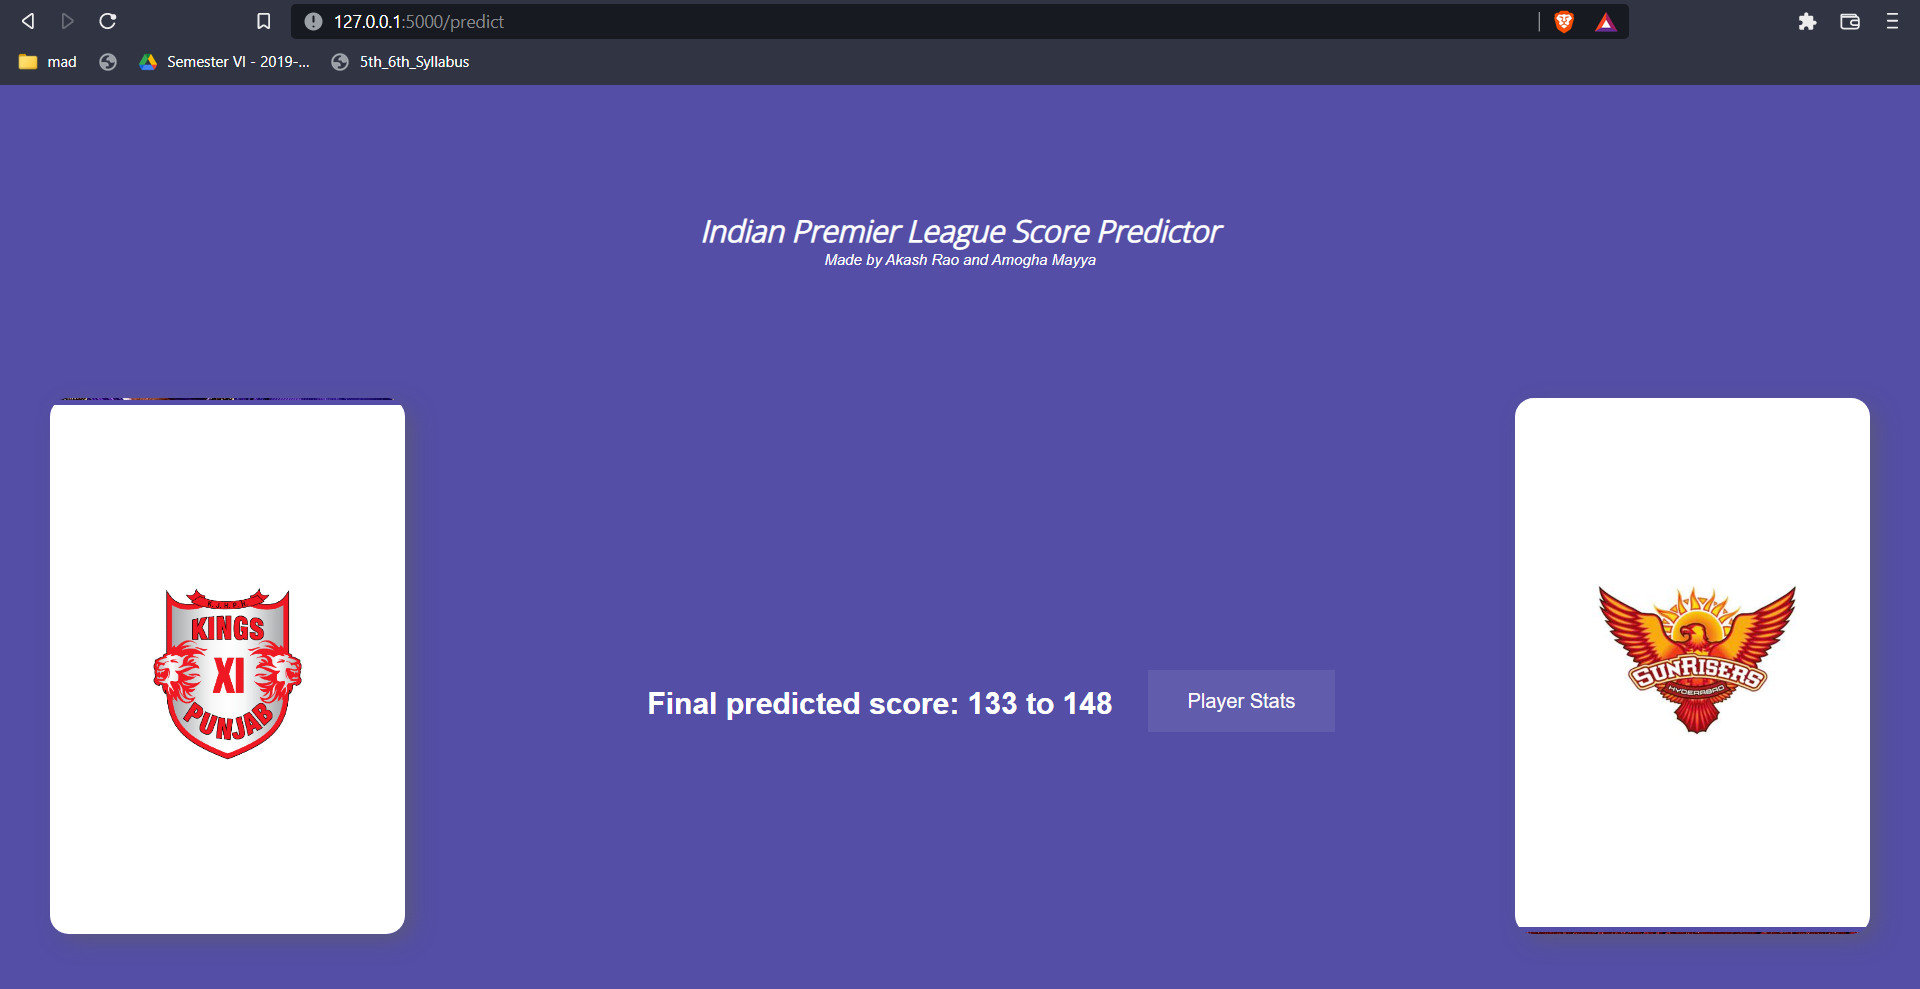 127.0.0.1:5000/predict
mad
Semester VI - 2019-...
5th_6th_Syllabus
Indian Premier League Score Predictor
Made by Akash Rao and Amogha Mayya
KINGS
XI
PUNJAB
SUNRISERS
HYDERABAD
Final predicted score: 133 to 148
Player Stats